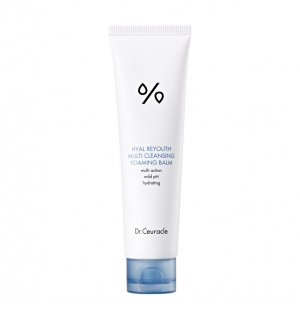 HYAL REYOUTH
MULTI CLEANSING
FOAMING BALM
multi action
mild pH
hydrating
Dr.Ceuracle